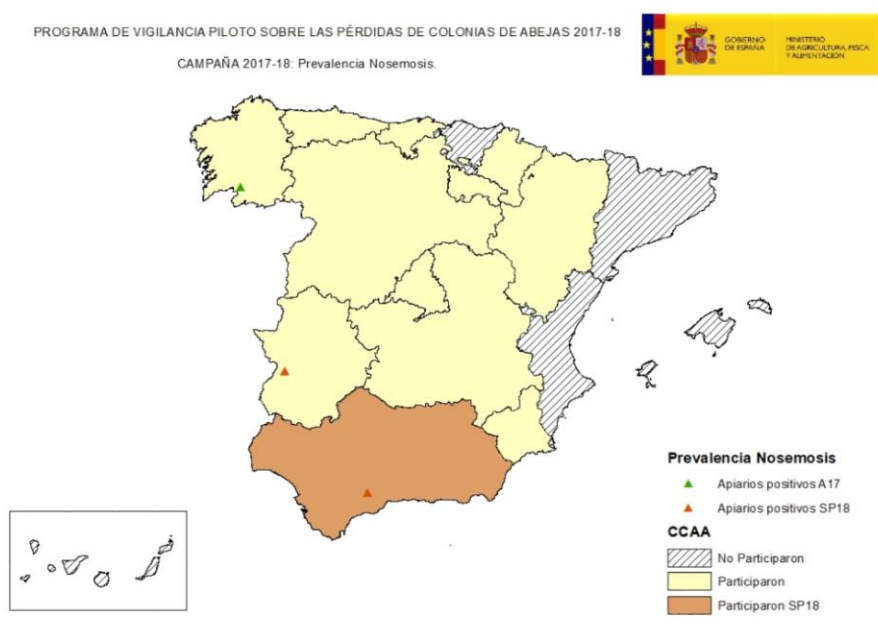 PROGRAMA DE VIGILANCIA PILOTO SOBRE LAS PÉRDIDAS DE COLONIAS DE ABEJAS 2017-18
GOBIERNO
DE ESPAÑA
MINISTERIO
DE AGRICULTURA, PESCA
Y ALIMENTACIÓN
CAMPAÑA 2017-18: Prevalencia Nosemosis.
Prevalencia Nosemosis
Apiarios positivos A17
Apiarios positivos SP18
CCAA
No Participaron
Participaron
Participaron SP18